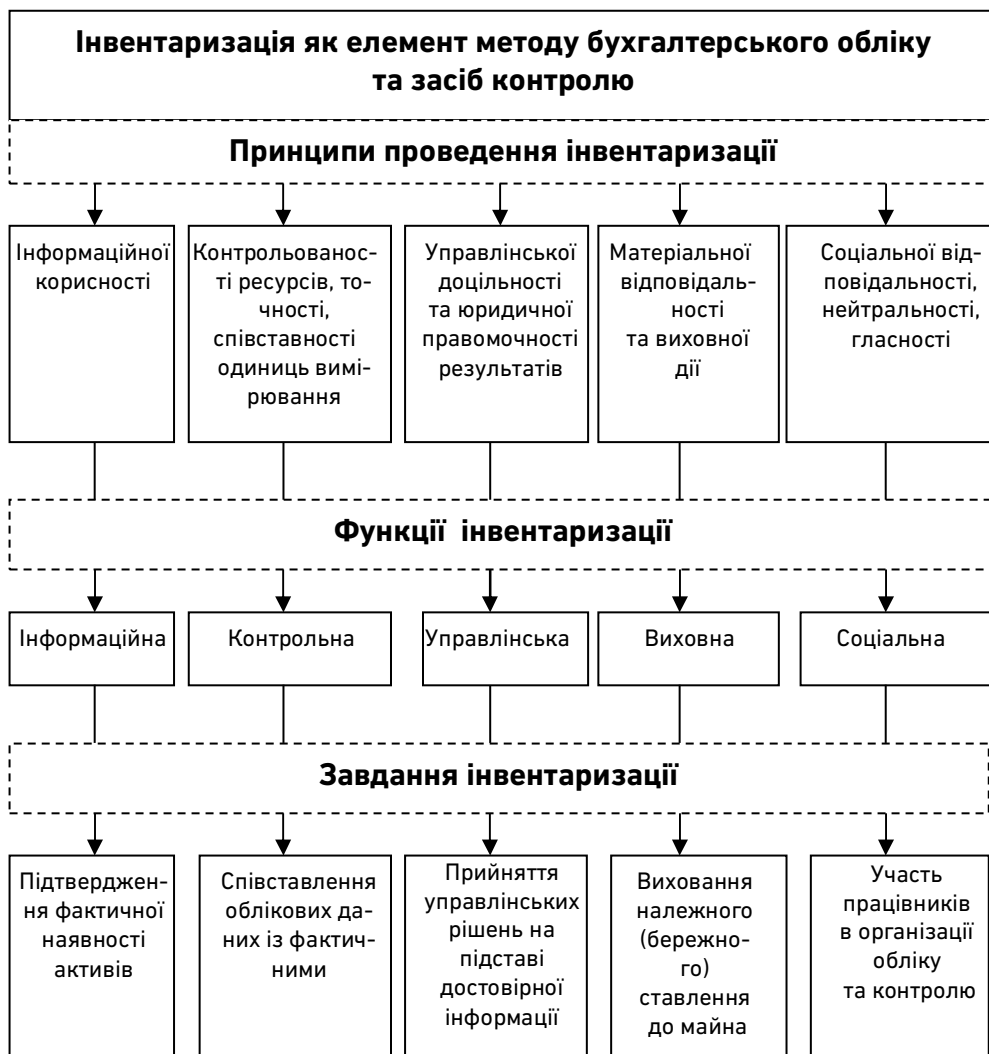 Інвентаризація як елемент методу бухгалтерського обліку
та засіб контролю
Принципи проведення інвентаризації
Інформаційної
корисності
Контрольованос-
ті ресурсів, то-
чності,
співставності
одиниць вимі-
рювання
Управлінської
доцільності
та юридичної
правомочності
результатів
Матеріальної
відповідаль-
ності
та виховної
дії
Соціальної від-
повідальності,
нейтральності,
гласності
Функції інвентаризації
Інформаційна
Контрольна
Управлінська
Виховна
Соціальна
Завдання інвентаризації
Підтверджен-
ня фактичної
наявності
активів
Співставлення
облікових да-
них із фактич-
ними
Прийняття
управлінських
рішень на
підставі
достовірної
інформації
Виховання
належного
(бережно-
го)
ставлення
до майна
Участь
працівників
в організації
обліку
та контролю